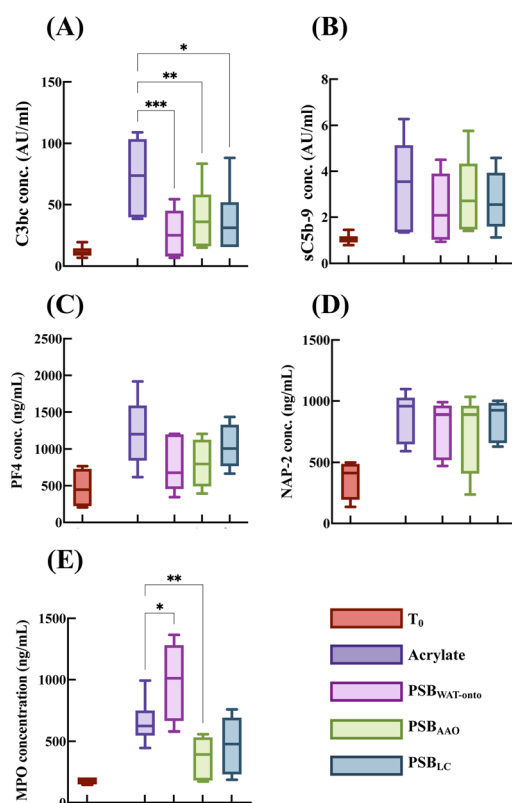 (A)
(B)
C3bc conc. (AU/ml)
150
100
50
0
***
**
*
sC5b-9 conc. (AU/ml)
8
6
4
2
0
(C)
(D)
PF4 conc. (ng/mL)
2500
2000
1500
1000
500
0
NAP-2 conc. (ng/mL)
1500
1000
500
0
(E)
MPO concentration (ng/mL)
1500
1000
500
0
**
*
T0
Acrylate
PSBWAT-onto
PSBAAO
PSBLC